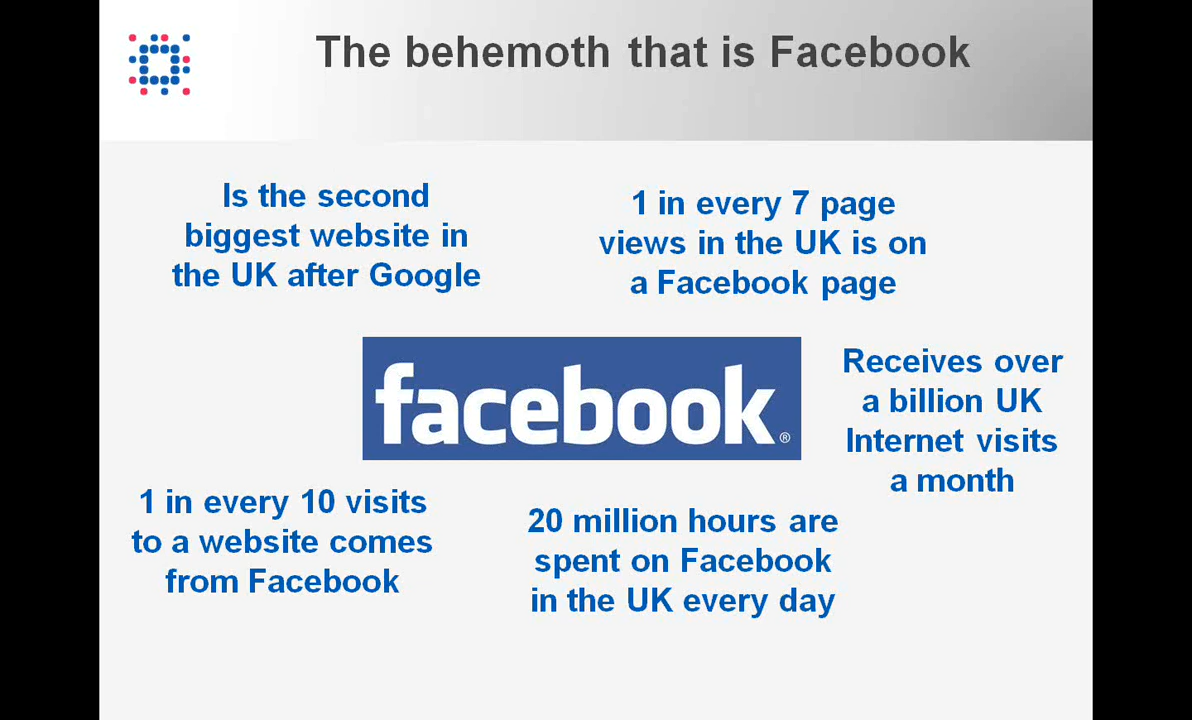 The behemoth that is Facebook
Is the second
biggest website in
the UK after Google
1 in every 7 page
views in the UK is on
a Facebook page
facebook®
Receives over
a billion UK
Internet visits
a month
1 in every 10 visits
to a website comes
from Facebook
20 million hours are
spent on Facebook
in the UK every day